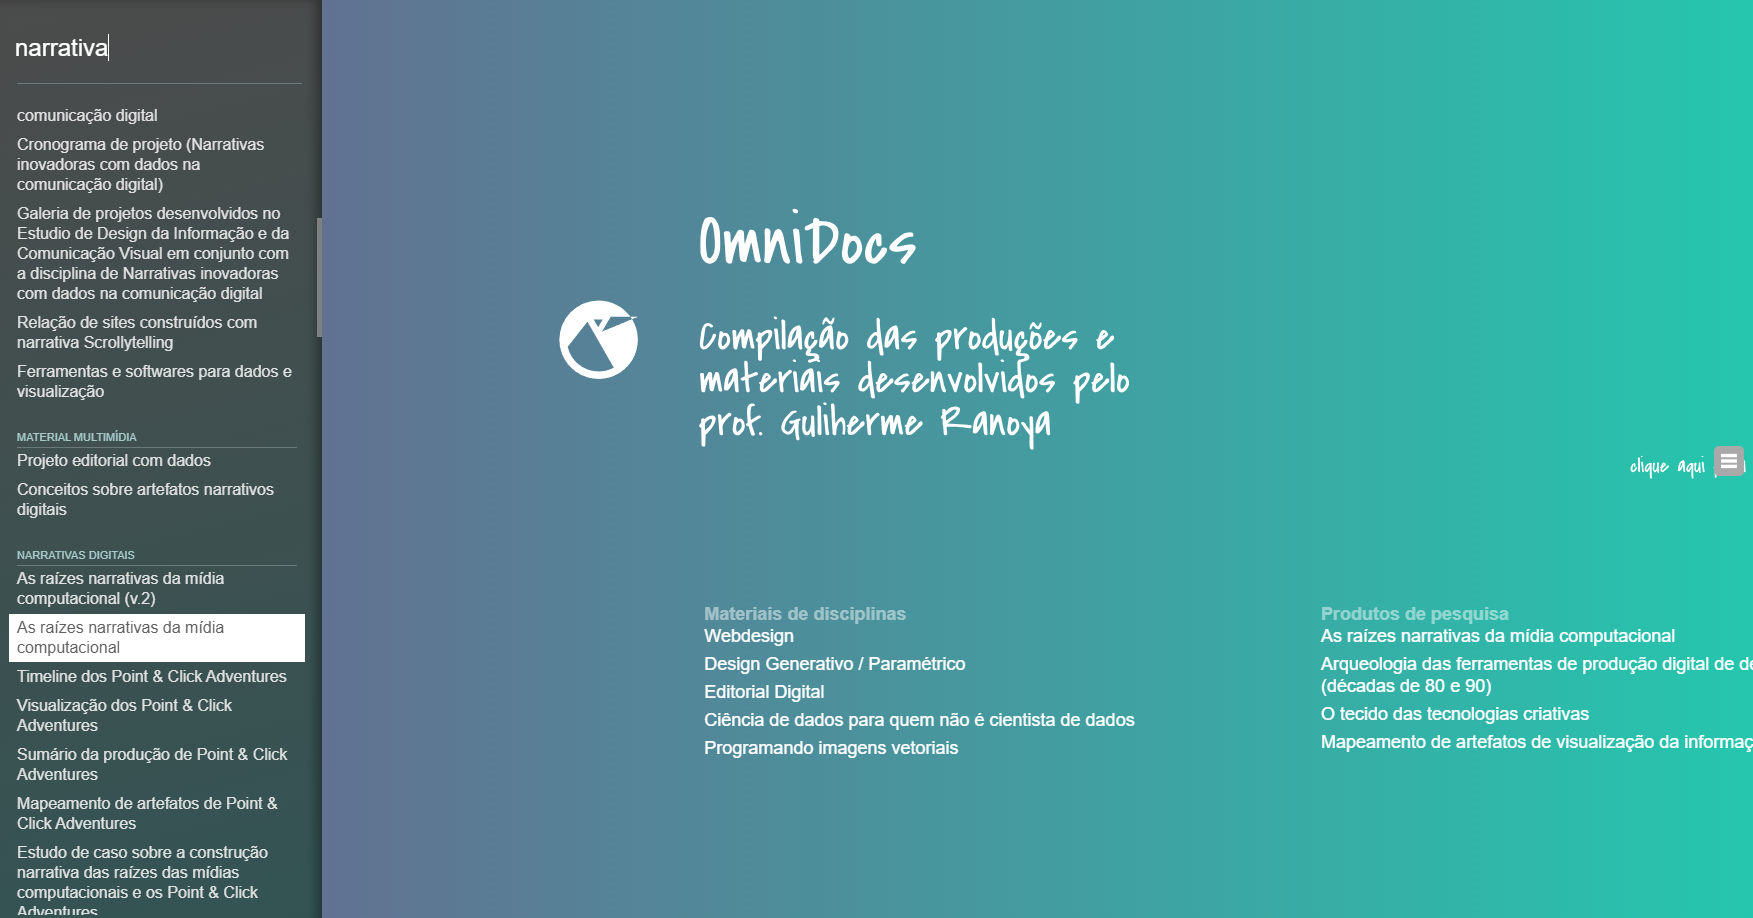 narrativa
comunicação digital
Cronograma de projeto (Narrativas
inovadoras com dados na
comunicação digital)
Galeria de projetos desenvolvidos no
Estudio de Design da Informação e da
Comunicação Visual em conjunto com
a disciplina de Narrativas inovadoras
com dados na comunicação digital
Relação de sites construídos com
narrativa Scrollytelling
Ferramentas e softwares para dados e
visualização
MATERIAL MULTIMÍDIA
Projeto editorial com dados
Conceitos sobre artefatos narrativos
digitais
NARRATIVAS DIGITAIS
As raízes narrativas da mídia
computacional (v.2)
As raízes narrativas da mídia
computacional
Timeline dos Point & Click Adventures
Visualização dos Point & Click
Adventures
Sumário da produção de Point & Click
Adventures
Mapeamento de artefatos de Point &
Click Adventures
Estudo de caso sobre a construção
narrativa das raízes das mídias
computacionais e os Point & Click
Adventures
OmniDocs
Compilação das produções e
materiais desenvolvidos pelo
prof. Guliherme Ranoya
clique aqui
Materiais de disciplinas
Webdesign
Design Generativo / Paramétrico
Editorial Digital
Ciência de dados para quem não é cientista de dados
Programando imagens vetoriais
Produtos de pesquisa
As raízes narrativas da mídia computacional
Arqueologia das ferramentas de produção digital de
(décadas de 80 e 90)
O tecido das tecnologias criativas
Mapeamento de artefatos de visualização da